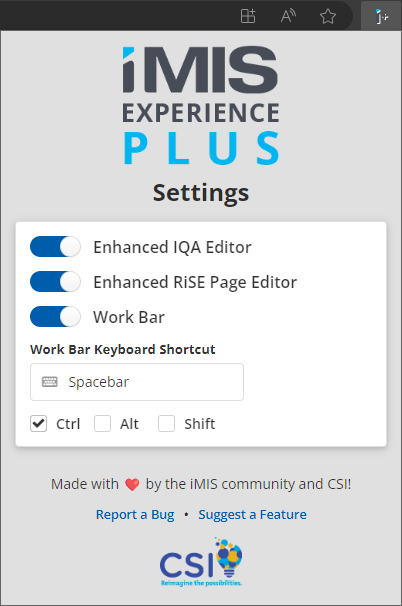 iMIS
EXPERIENCE
PLUS
Settings
Enhanced IQA Editor
Enhanced RiSE Page Editor
Work Bar
Work Bar Keyboard Shortcut
Spacebar
Ctrl Alt Shift
Made with ❤ by the iMIS community and CSI!
Report a Bug • Suggest a Feature
CSI
Reimagine the possibilities.